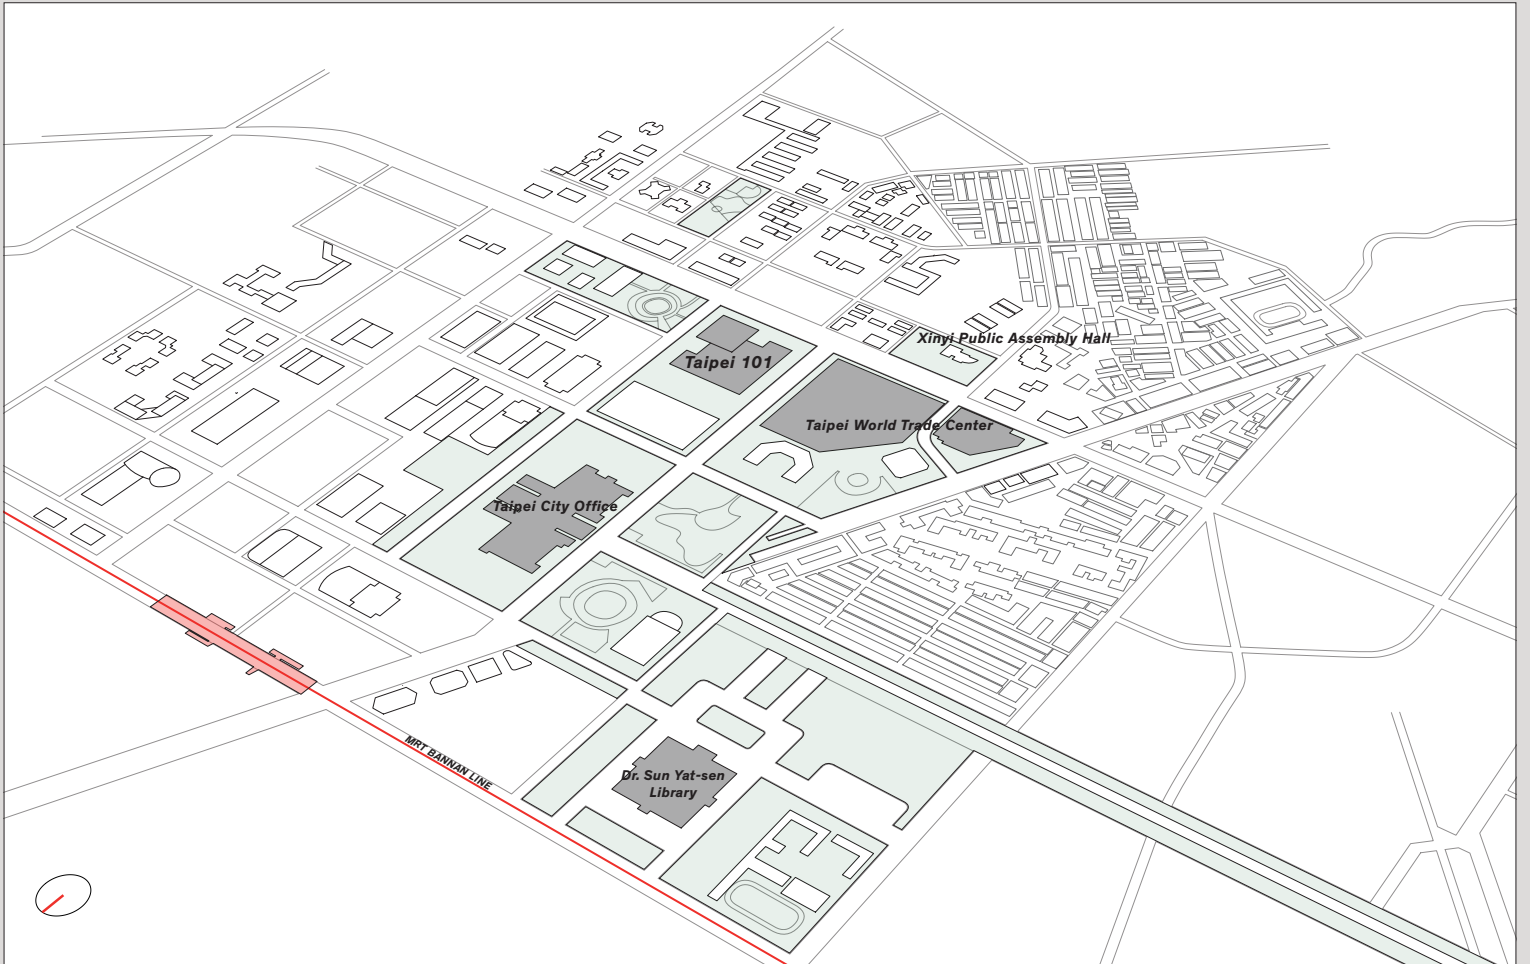 Xinyi Public Assembly Hall
Taipei 101
Taipei World Trade Center
Taipei City Office
MRT BANNAN LINE
Dr. Sun Yat-sen
Library